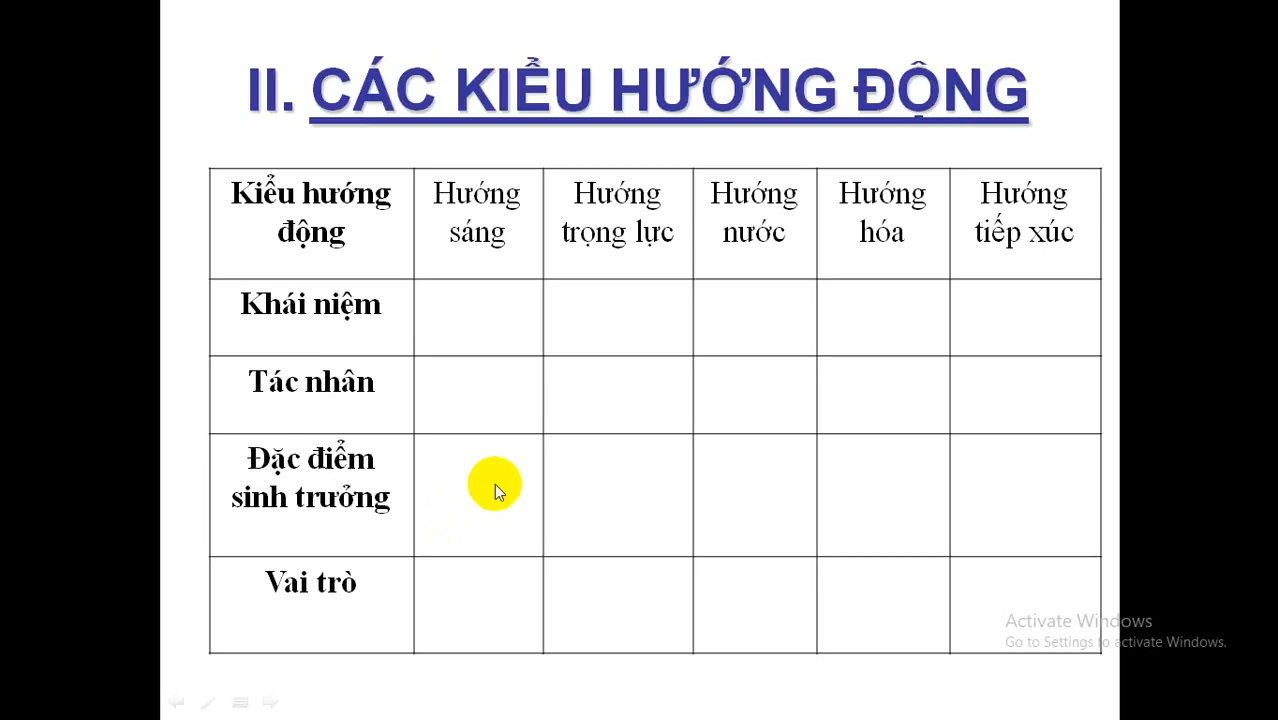 II. CÁC KIỂU HƯỚNG ĐỘNG
Kiểu hướng động
Hướng sáng
Hướng trọng lực
Hướng nước
Hướng hóa
Hướng tiếp xúc
Khái niệm
Tác nhân
Đặc điểm sinh trưởng
Vai trò
Activate Windows
Go to Settings to activate Windows.